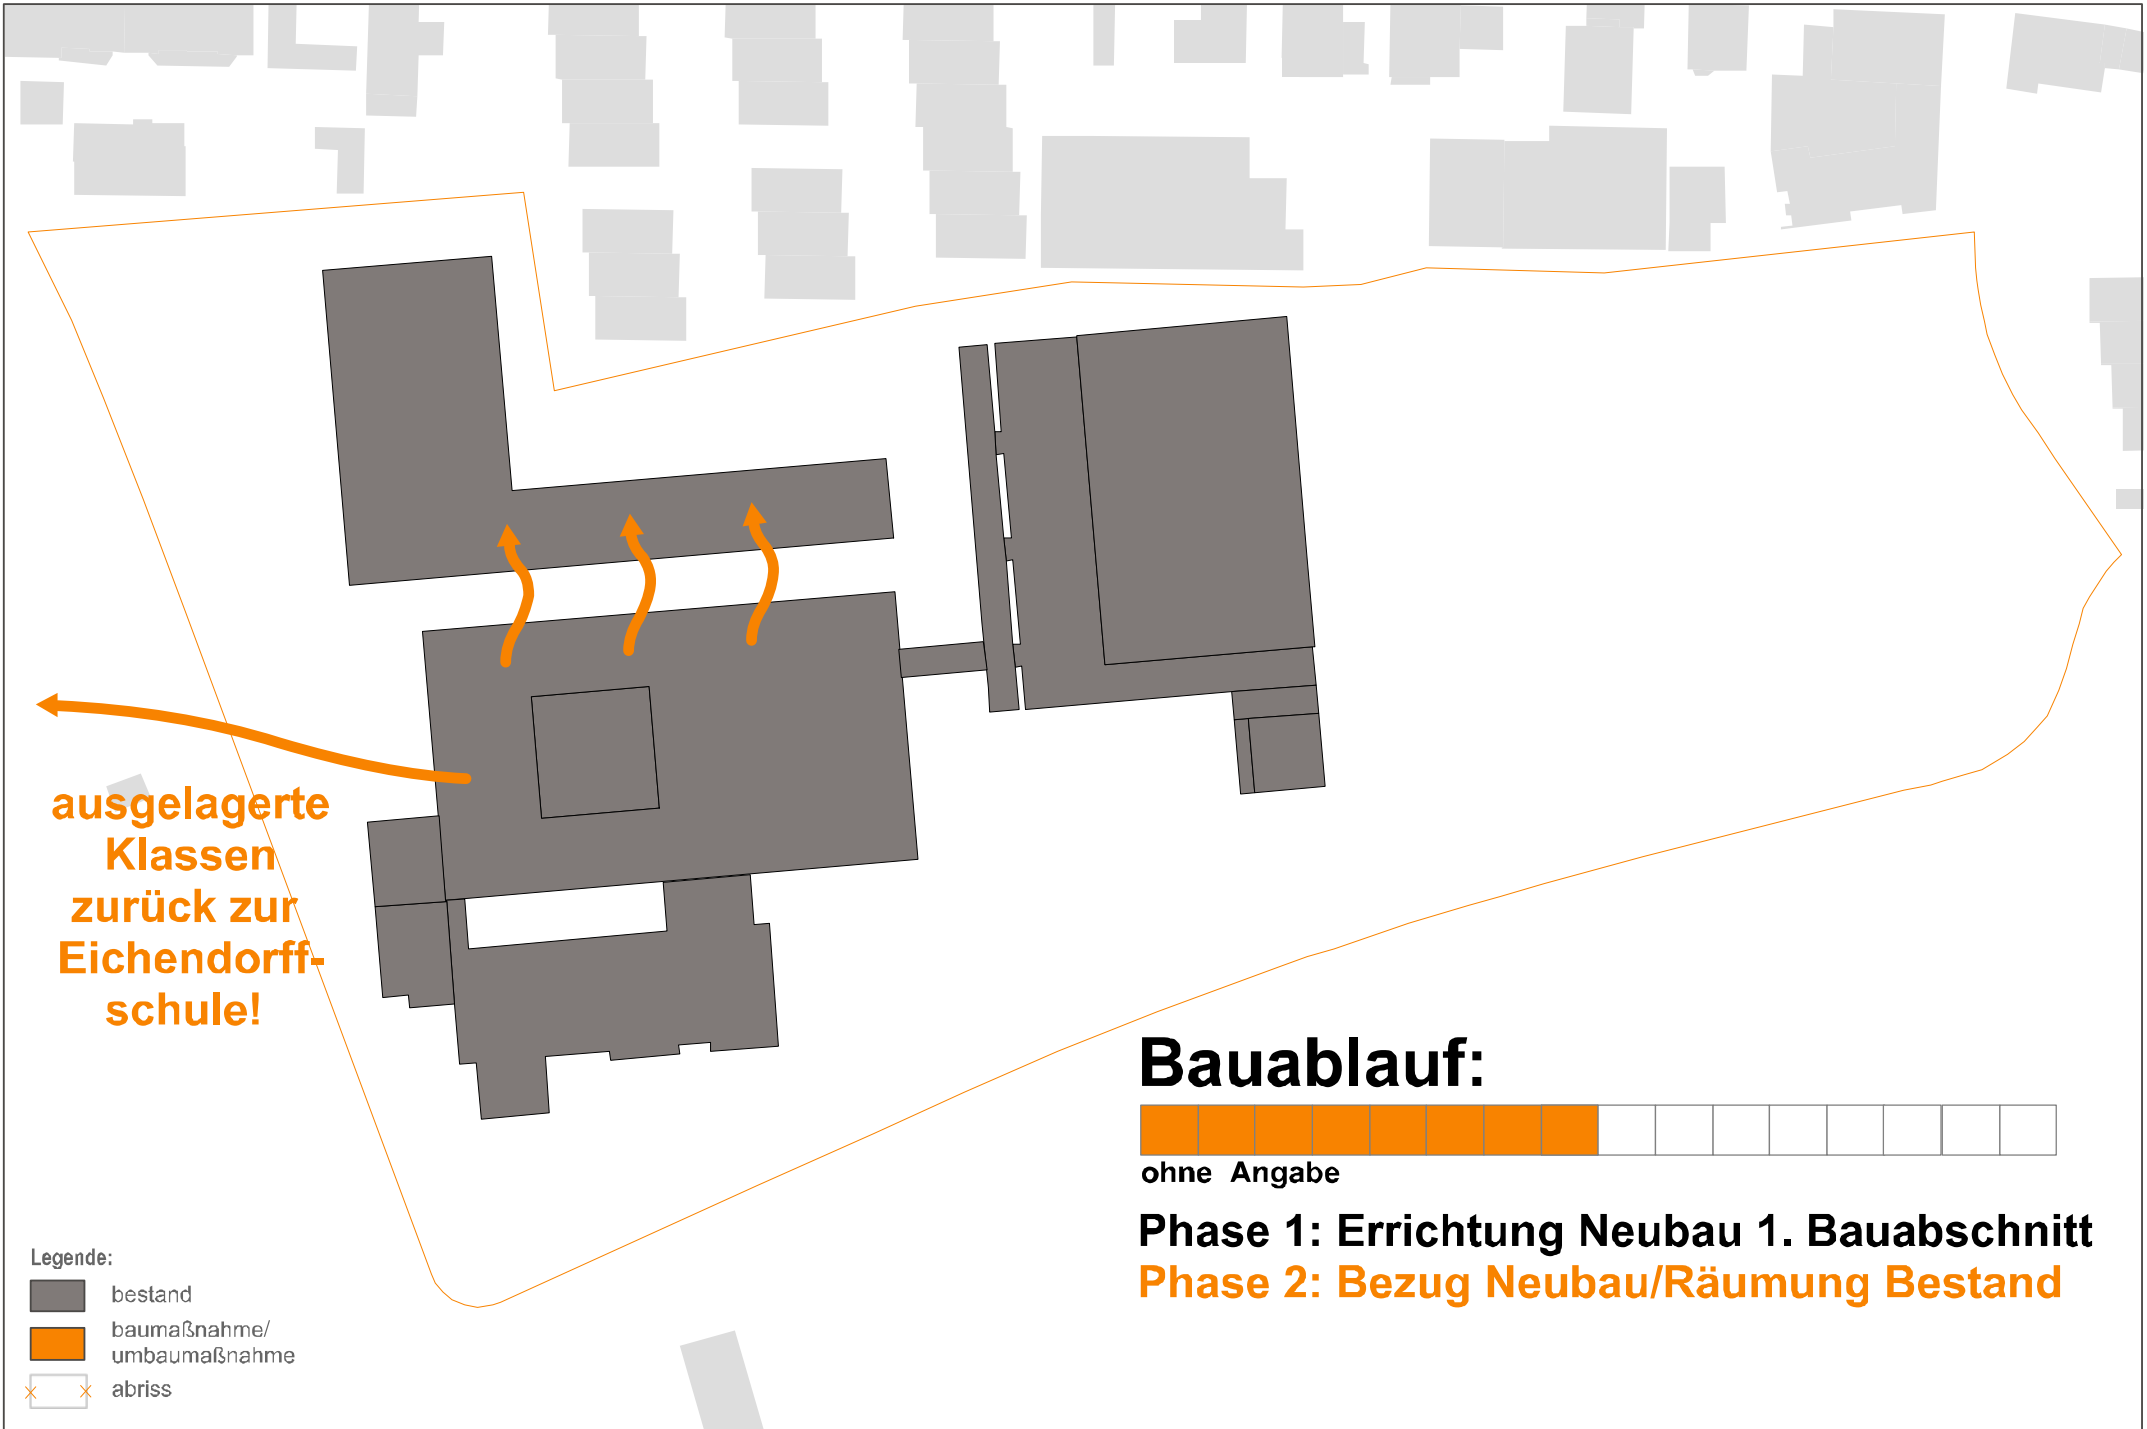 ausgelagerte
Klassen
zurück zur
Eichendorff-
schule!
Bauablauf:
ohne Angabe
Phase 1: Errichtung Neubau 1. Bauabschnitt
Phase 2: Bezug Neubau/Räumung Bestand
Legende:
bestand
baumaßnahme/
umbaumaßnahme
abriss